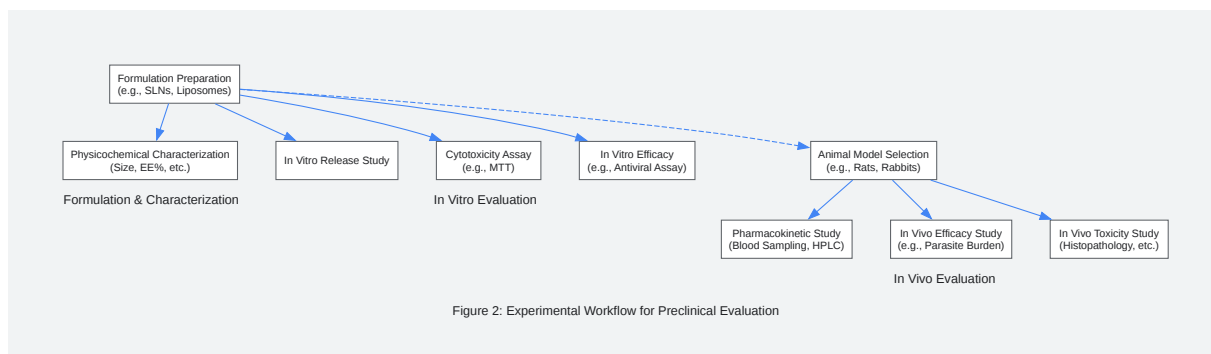 Formulation Preparation
(e.g., SLNs, Liposomes)
Physicochemical Characterization
(Size, EE%, etc.)
In Vitro Release Study
Cytotoxicity Assay
(e.g., MTT)
In Vitro Efficacy
(e.g., Antiviral Assay)
Animal Model Selection
(e.g., Rats, Rabbits)
Formulation & Characterization
In Vitro Evaluation
Pharmacokinetic Study
(Blood Sampling, HPLC)
In Vivo Efficacy Study
(e.g., Parasite Burden)
In Vivo Toxicity Study
(Histopathology, etc.)
In Vivo Evaluation
Figure 2: Experimental Workflow for Preclinical Evaluation